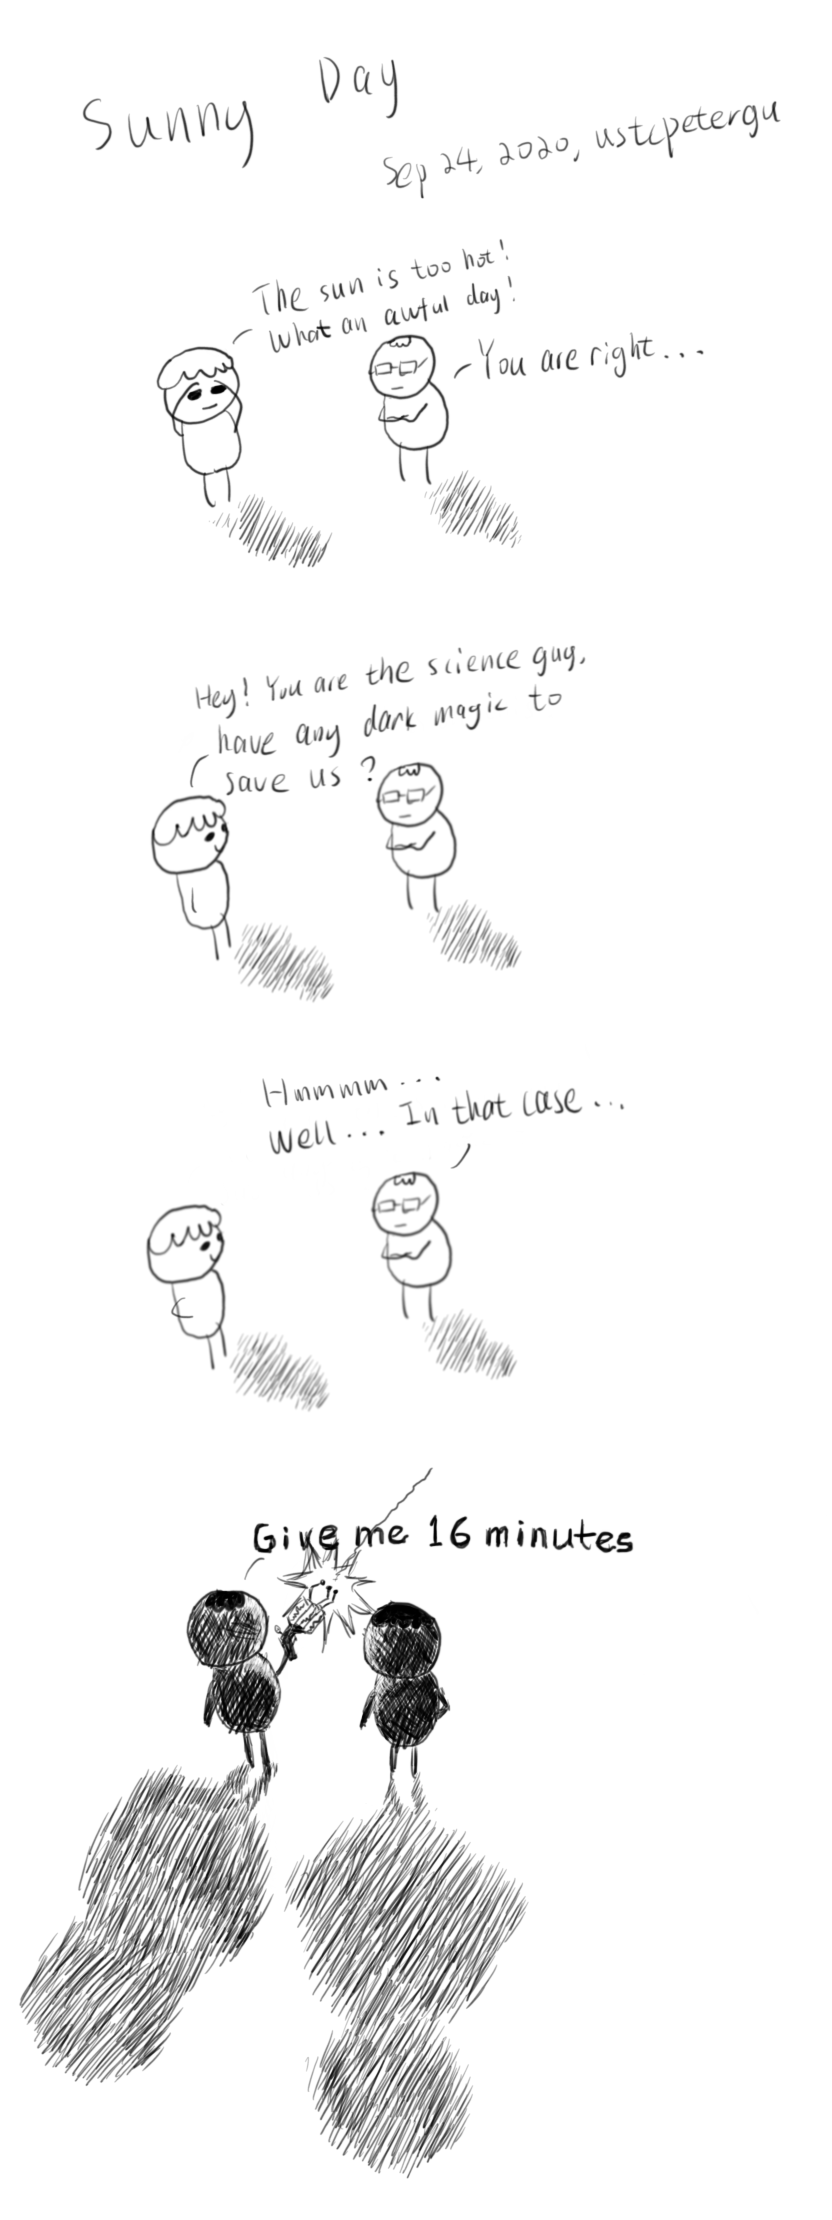 Sunny Day
Sep 24, 2020, ustcpetergu
The sun is too hot!
What an awful day!
You are right...
Hey! You are the science guy,
have any dark magic to
save us?
Hmmmm...
Well... In that case...
Give me 16 minutes